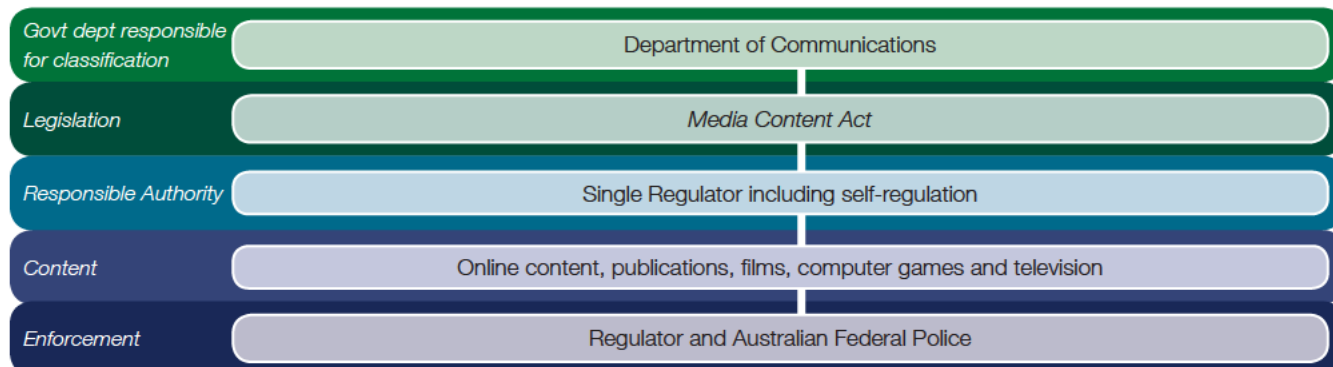 Govt dept responsible
for classification
Department of Communications
Legislation
Media Content Act
Responsible Authority
Single Regulator including self-regulation
Content
Online content, publications, films, computer games and television
Enforcement
Regulator and Australian Federal Police